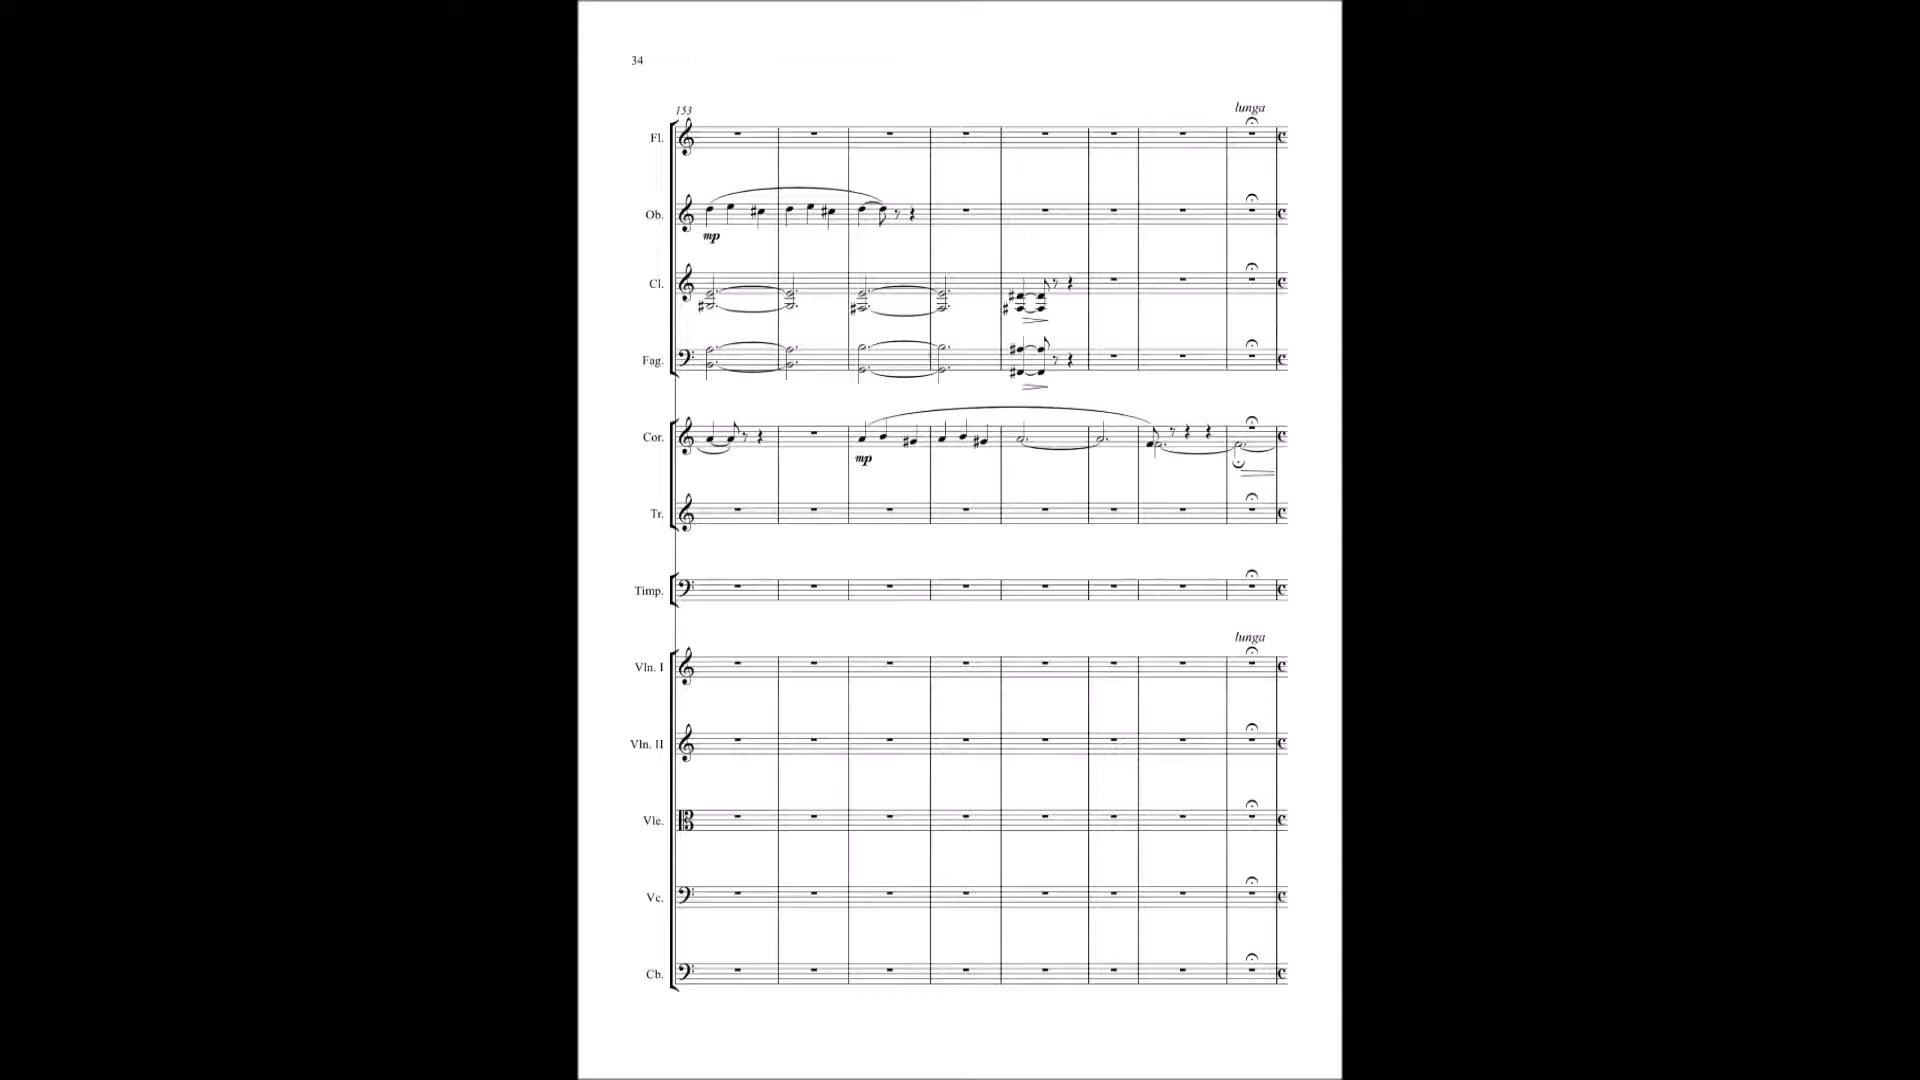 34
153
lunga
Fl.
Ob.
mp
Cl.
Fag.
Cor.
mp
Tr.
Timp.
lunga
Vln. I
Vln. II
Vle.
Vc.
Cb.